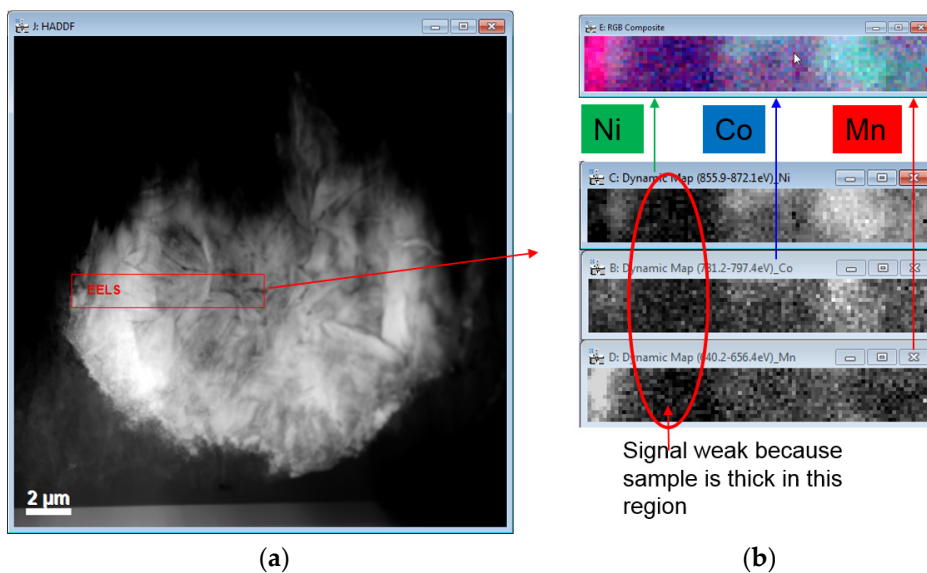 J: HADDF
EELS
2 µm
(a)
E: RGB Composite
Ni
Co
Mn
C: Dynamic Map (855.9-872.1eV)_Ni
B: Dynamic Map (781.2-797.4eV)_Co
D: Dynamic Map (640.2-656.4eV)_Mn
Signal weak because
sample is thick in this
region
(b)